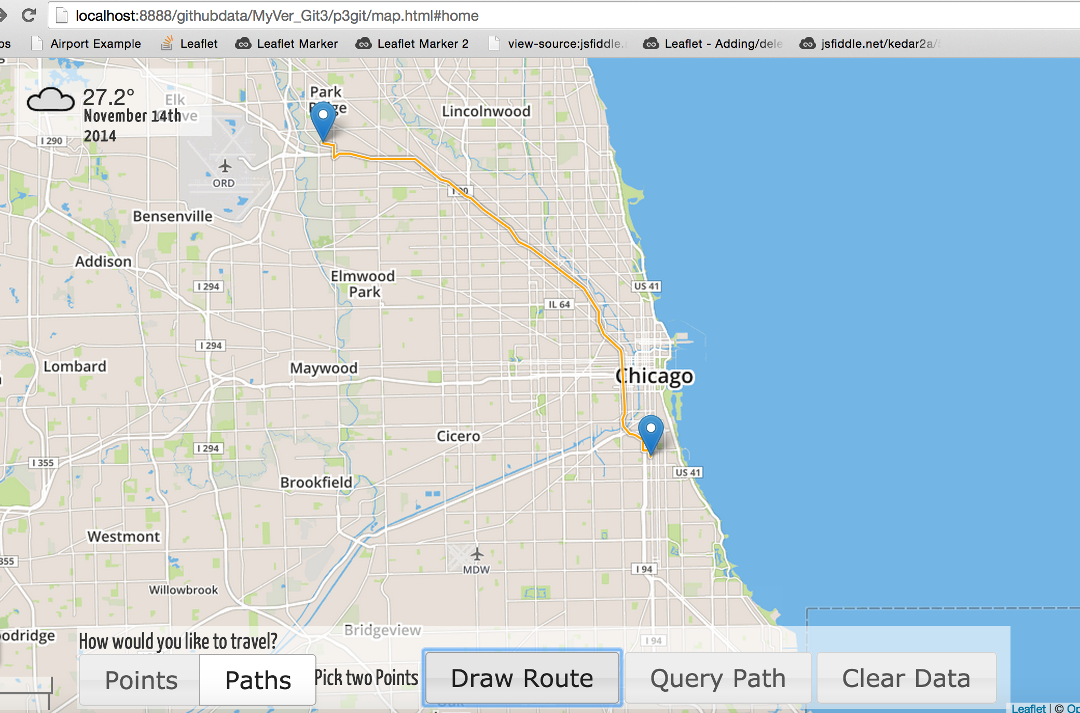 localhost:8888/githubdata/MyVer_Git3/p3git/map.html#home
Airport Example Leaflet Leaflet Marker Leaflet Marker 2 view-source:jsfiddle. Leaflet - Adding/dele jsfiddle.net/kedar2a/
27.2°
November 14th
2014
Elk
Park
Lincolnwood
I 290
ORD
I 90
Bensenville
Addison
Elmwood
Park
I 294
US 41
IL 64
I 294
Lombard
Maywood
Chicago
Cicero
I 294
I 355
US 41
Brookfield
Westmont
355
MDW
I 94
Willowbrook
Bridgeview
odridge
I 94
How would you like to travel?
Points Paths Pick two Points Draw Route Query Path Clear Data
Leaflet | © Op